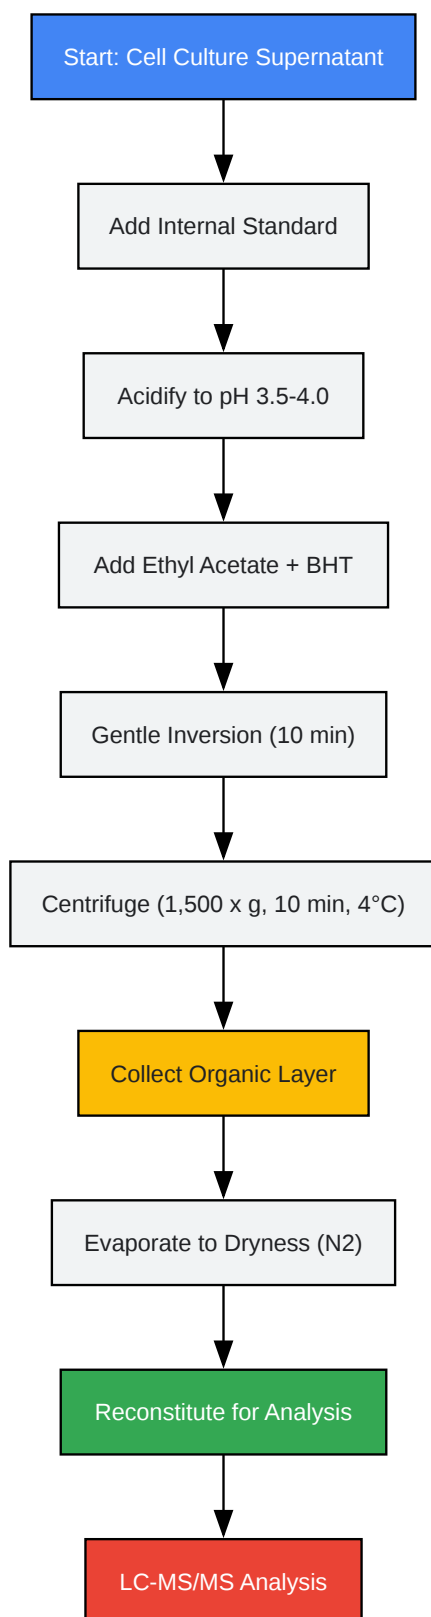 Start: Cell Culture Supernatant
Add Internal Standard
Acidify to pH 3.5-4.0
Add Ethyl Acetate + BHT
Gentle Inversion (10 min)
Centrifuge (1,500 x g, 10 min, 4°C)
Collect Organic Layer
Evaporate to Dryness (N2)
Reconstitute for Analysis
LC-MS/MS Analysis